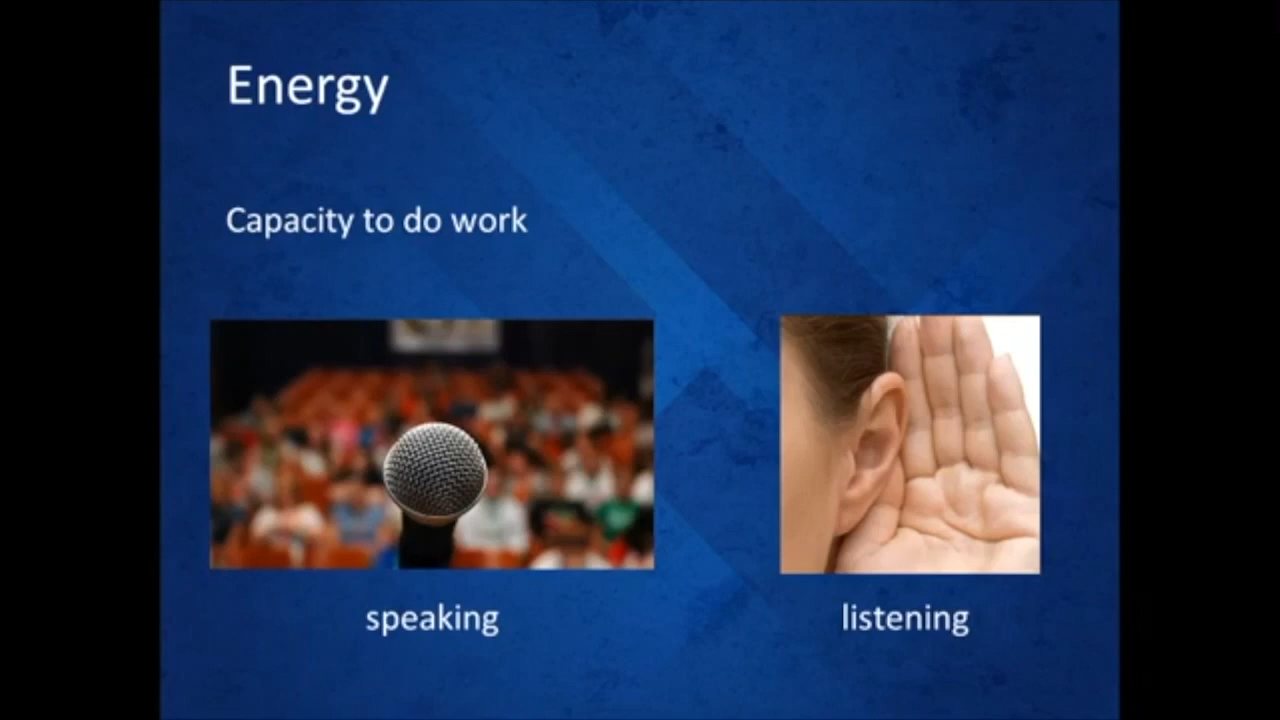 Energy
Capacity to do work
speaking
listening